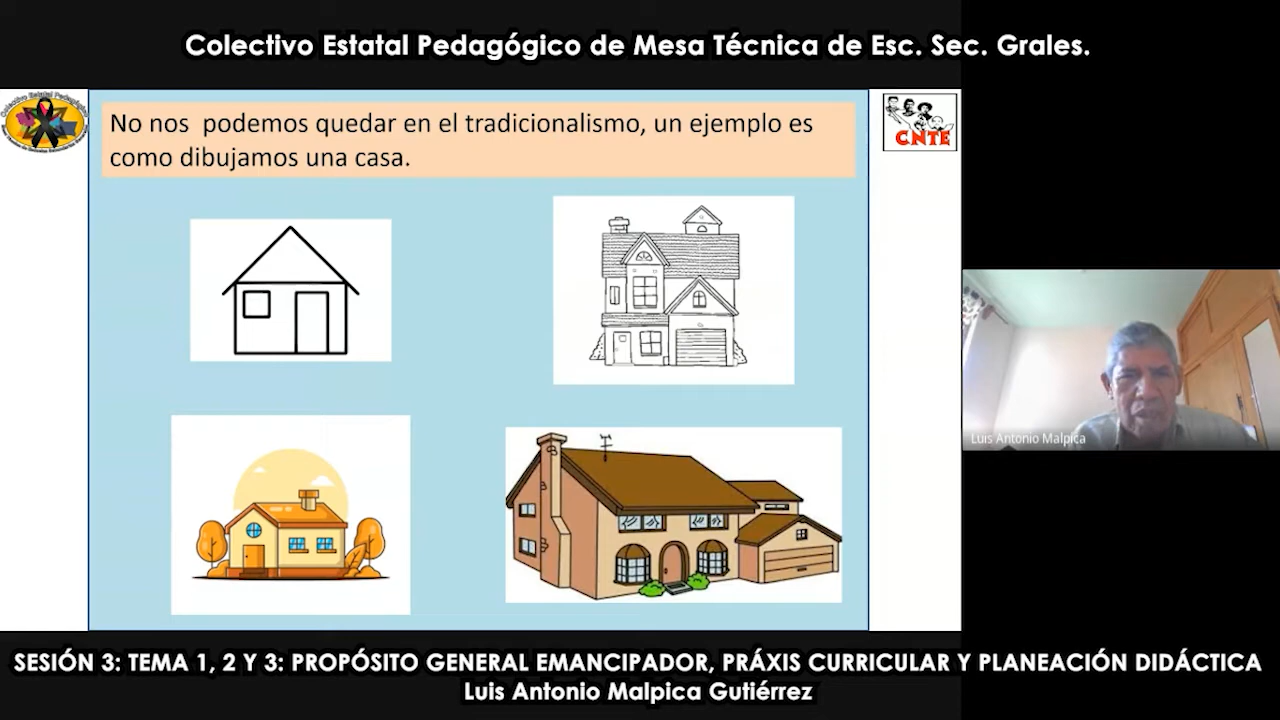 Colectivo Estatal Pedagógico de Mesa Técnica de Esc. Sec. Grales.
No nos podemos quedar en el tradicionalismo, un ejemplo es
como dibujamos una casa.
CNTE
Luis Antonio Malpica
SESIÓN 3: TEMA 1, 2 Y 3: PROPÓSITO GENERAL EMANCIPADOR, PRÁXIS CURRICULAR Y PLANEACIÓN DIDÁCTICA
Luis Antonio Malpica Gutiérrez